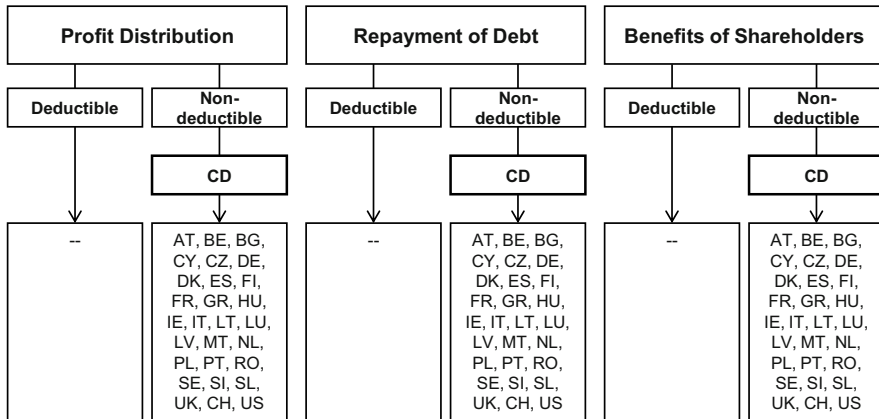 Profit Distribution
Repayment of Debt
Benefits of Shareholders
Deductible
Non-
deductible
Deductible
Non-
deductible
Deductible
Non-
deductible
CD
CD
CD
--
AT, BE, BG,
CY, CZ, DE,
DK, ES, FI,
FR, GR, HU,
IE, IT, LT, LU,
LV, MT, NL,
PL, PT, RO,
SE, SI, SL,
UK, CH, US
--
AT, BE, BG,
CY, CZ, DE,
DK, ES, FI,
FR, GR, HU,
IE, IT, LT, LU,
LV, MT, NL,
PL, PT, RO,
SE, SI, SL,
UK, CH, US
--
AT, BE, BG,
CY, CZ, DE,
DK, ES, FI,
FR, GR, HU,
IE, IT, LT, LU,
LV, MT, NL,
PL, PT, RO,
SE, SI, SL,
UK, CH, US